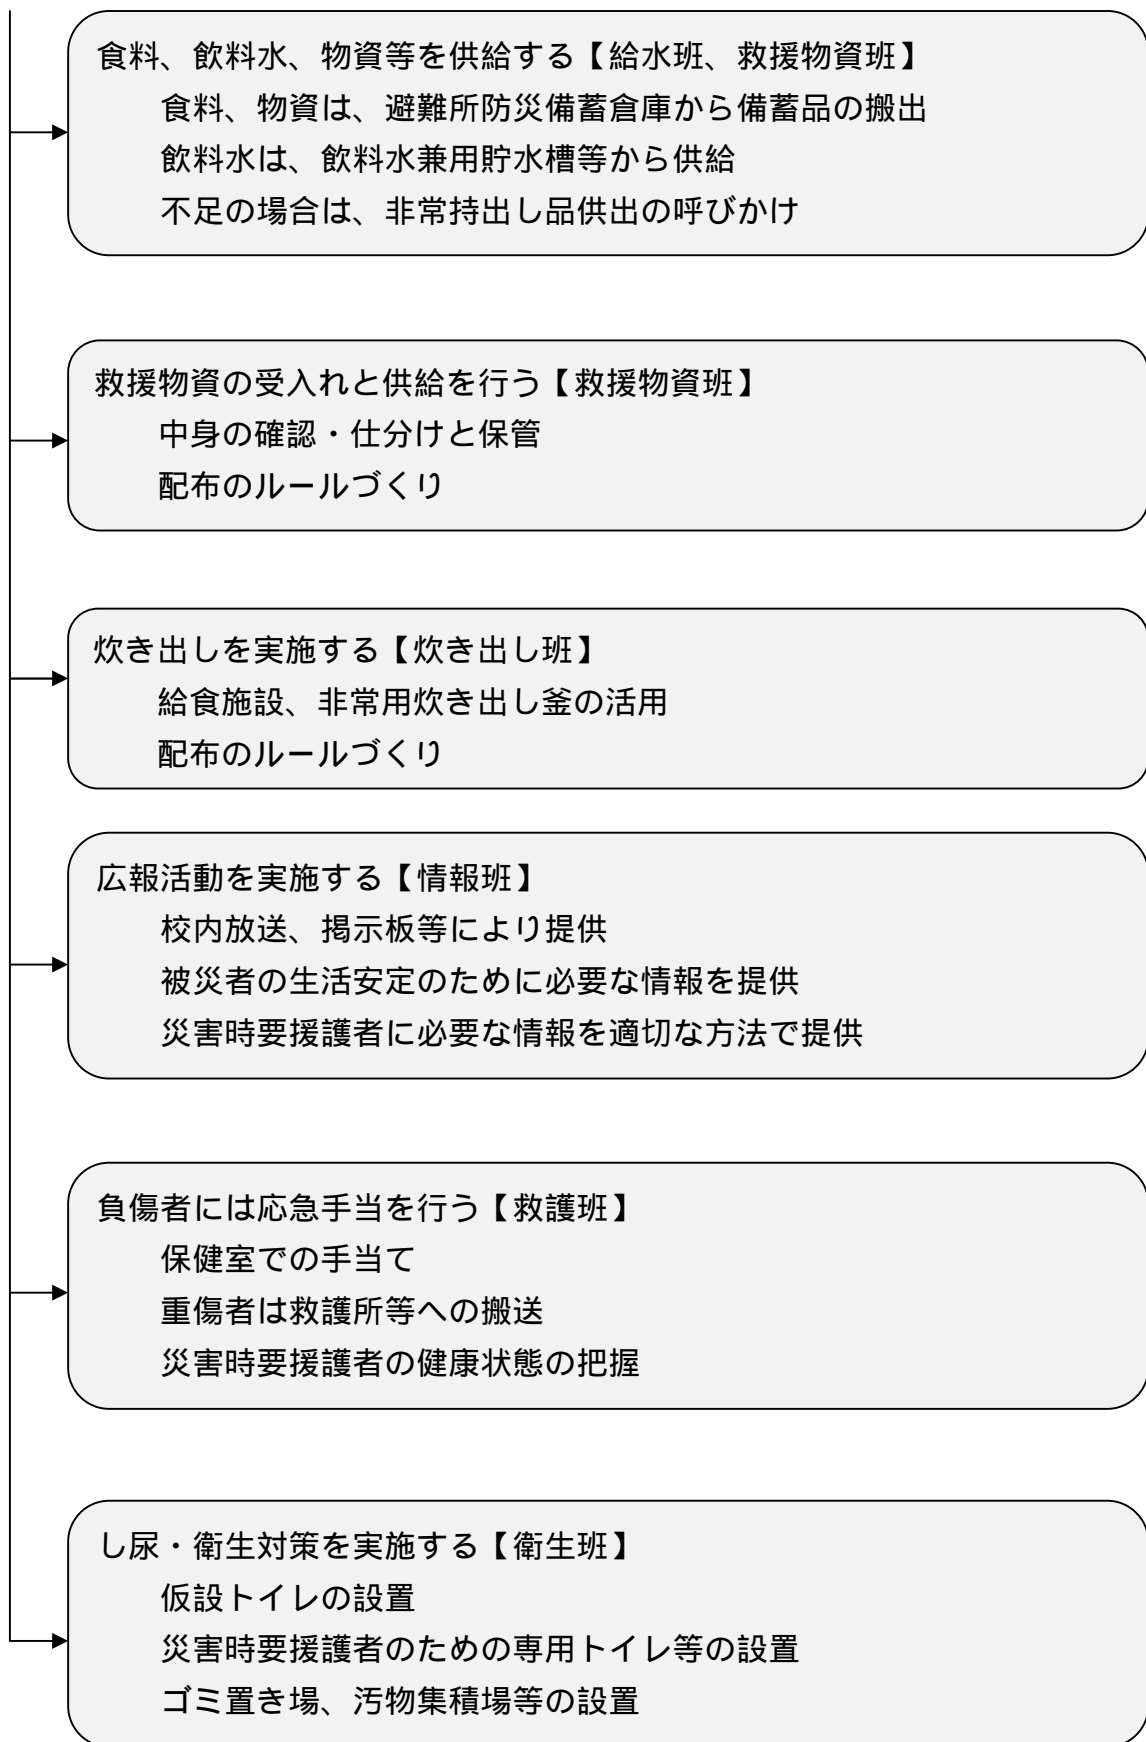 食料、飲料水、物資等を供給する【給水班、救援物資班】
食料、物資は、避難所防災備蓄倉庫から備蓄品の搬出
飲料水は、飲料水兼用貯水槽等から供給
不足の場合は、非常持出し品供出の呼びかけ
救援物資の受入れと供給を行う【救援物資班】
中身の確認・仕分けと保管
配布のルールづくり
炊き出しを実施する【炊き出し班】
給食施設、非常用炊き出し釜の活用
配布のルールづくり
広報活動を実施する【情報班】
校内放送、掲示板等により提供
被災者の生活安定のために必要な情報を提供
災害時要援護者に必要な情報を適切な方法で提供
負傷者には応急手当を行う【救護班】
保健室での手当て
重傷者は救護所等への搬送
災害時要援護者の健康状態の把握
し尿・衛生対策を実施する【衛生班】
仮設トイレの設置
災害時要援護者のための専用トイレ等の設置
ゴミ置き場、汚物集積場等の設置